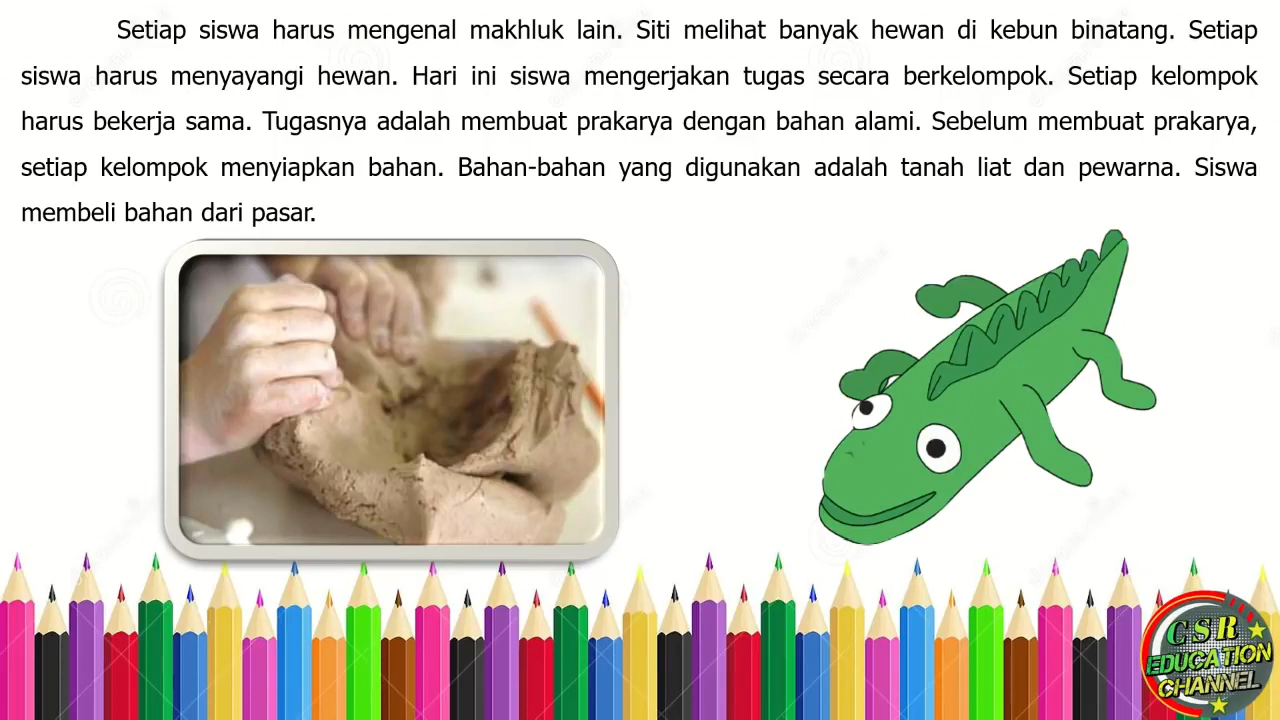 Setiap siswa harus mengenal makhluk lain. Siti melihat banyak hewan di kebun binatang. Setiap
siswa harus menyayangi hewan. Hari ini siswa mengerjakan tugas secara berkelompok. Setiap kelompok
harus bekerja sama. Tugasnya adalah membuat prakarya dengan bahan alami. Sebelum membuat prakarya,
setiap kelompok menyiapkan bahan. Bahan-bahan yang digunakan adalah tanah liat dan pewarna. Siswa
membeli bahan dari pasar.
CSR
EDUCATION
CHANNEL